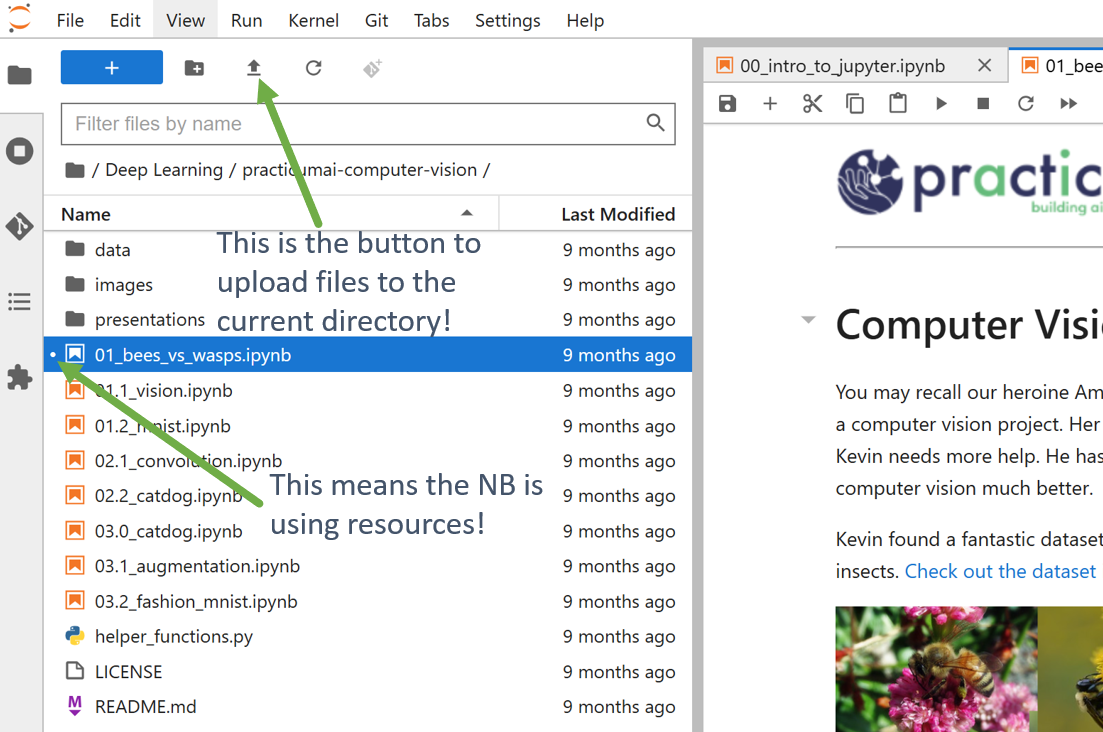 File Edit View Run Kernel Git Tabs Settings Help
Filter files by name
/ Deep Learning / practicumai-computer-vision /
Name Last Modified
data 9 months ago
images 9 months ago
presentations 9 months ago
01_bees_vs_wasps.ipynb 9 months ago
01.1_vision.ipynb 9 months ago
01.2_mnist.ipynb 9 months ago
02.1_convolution.ipynb 9 months ago
02.2_catdog.ipynb 9 months ago
03.0_catdog.ipynb 9 months ago
03.1_augmentation.ipynb 9 months ago
03.2_fashion_mnist.ipynb 9 months ago
helper_functions.py 9 months ago
LICENSE 9 months ago
README.md 9 months ago
This is the button to
upload files to the
current directory!
This means the NB is
using resources!
00_intro_to_jupyter.ipynb
01_bee
practic
building ai
Computer Visi
You may recall our heroine Am
a computer vision project. Her
Kevin needs more help. He has
computer vision much better.
Kevin found a fantastic dataset
insects. Check out the dataset